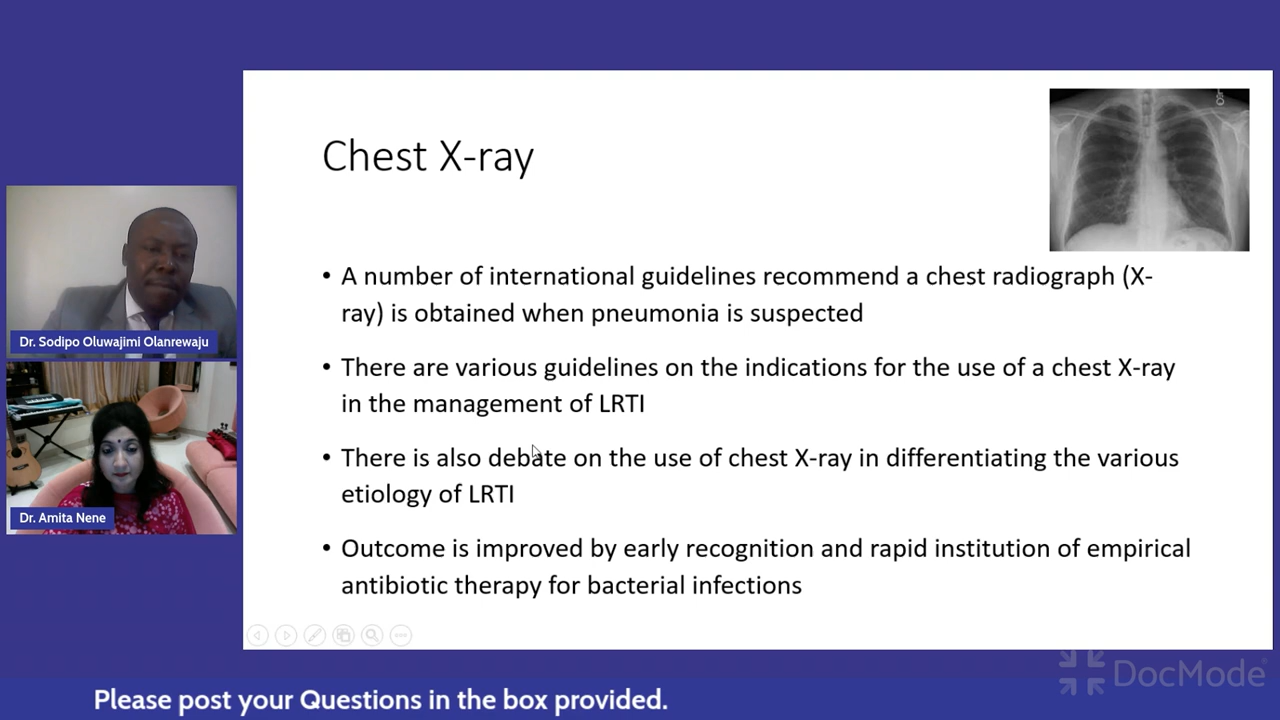 Chest X-ray
• A number of international guidelines recommend a chest radiograph (X-
ray) is obtained when pneumonia is suspected
• There are various guidelines on the indications for the use of a chest X-ray
in the management of LRTI
• There is also debate on the use of chest X-ray in differentiating the various
etiology of LRTI
• Outcome is improved by early recognition and rapid institution of empirical
antibiotic therapy for bacterial infections
Dr. Sodipo Oluwajimi Olanrewaju
Dr. Amita Nene
DocMode
Please post your Questions in the box provided.